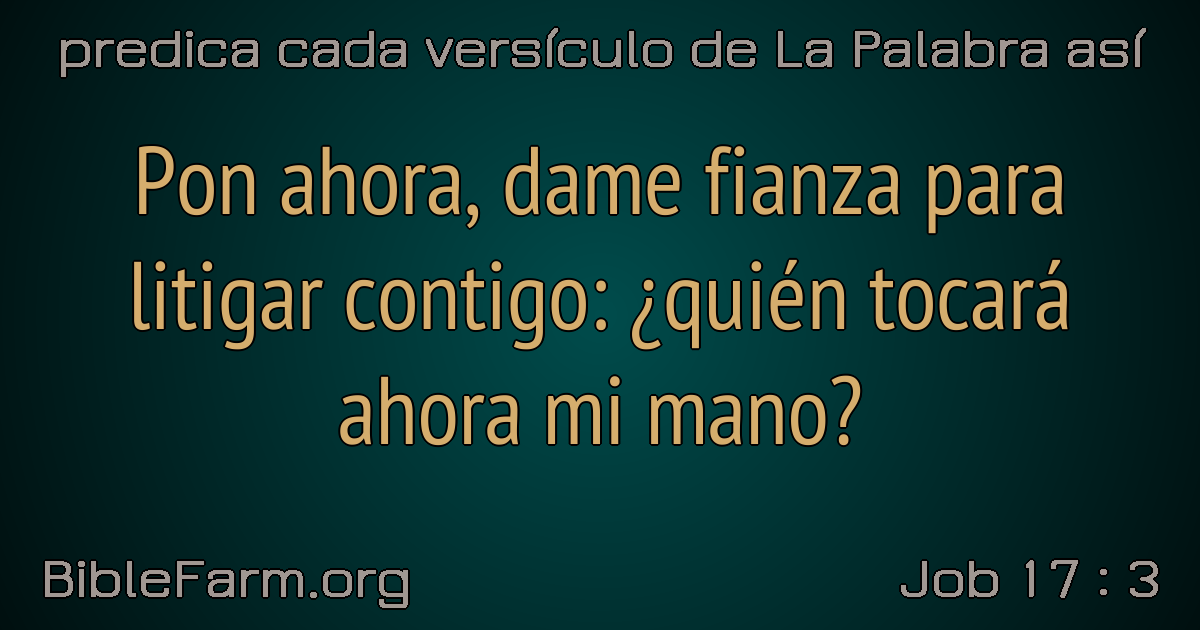 predica cada versículo de La Palabra así
Pon ahora, dame fianza para
litigar contigo: ¿quién tocará
ahora mi mano?
BibleFarm.org
Job 17 : 3